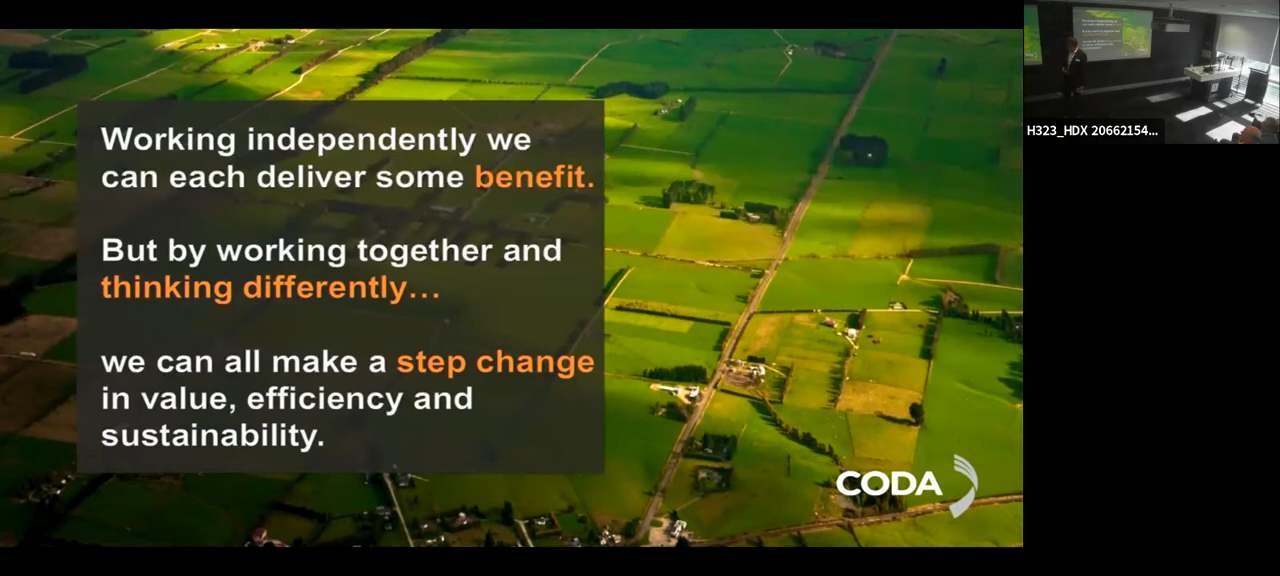 Working independently we
can each deliver some benefit.
But by working together and
thinking differently...
we can all make a step change
in value, efficiency and
sustainability.
CODA
H323_HDX 20662154...